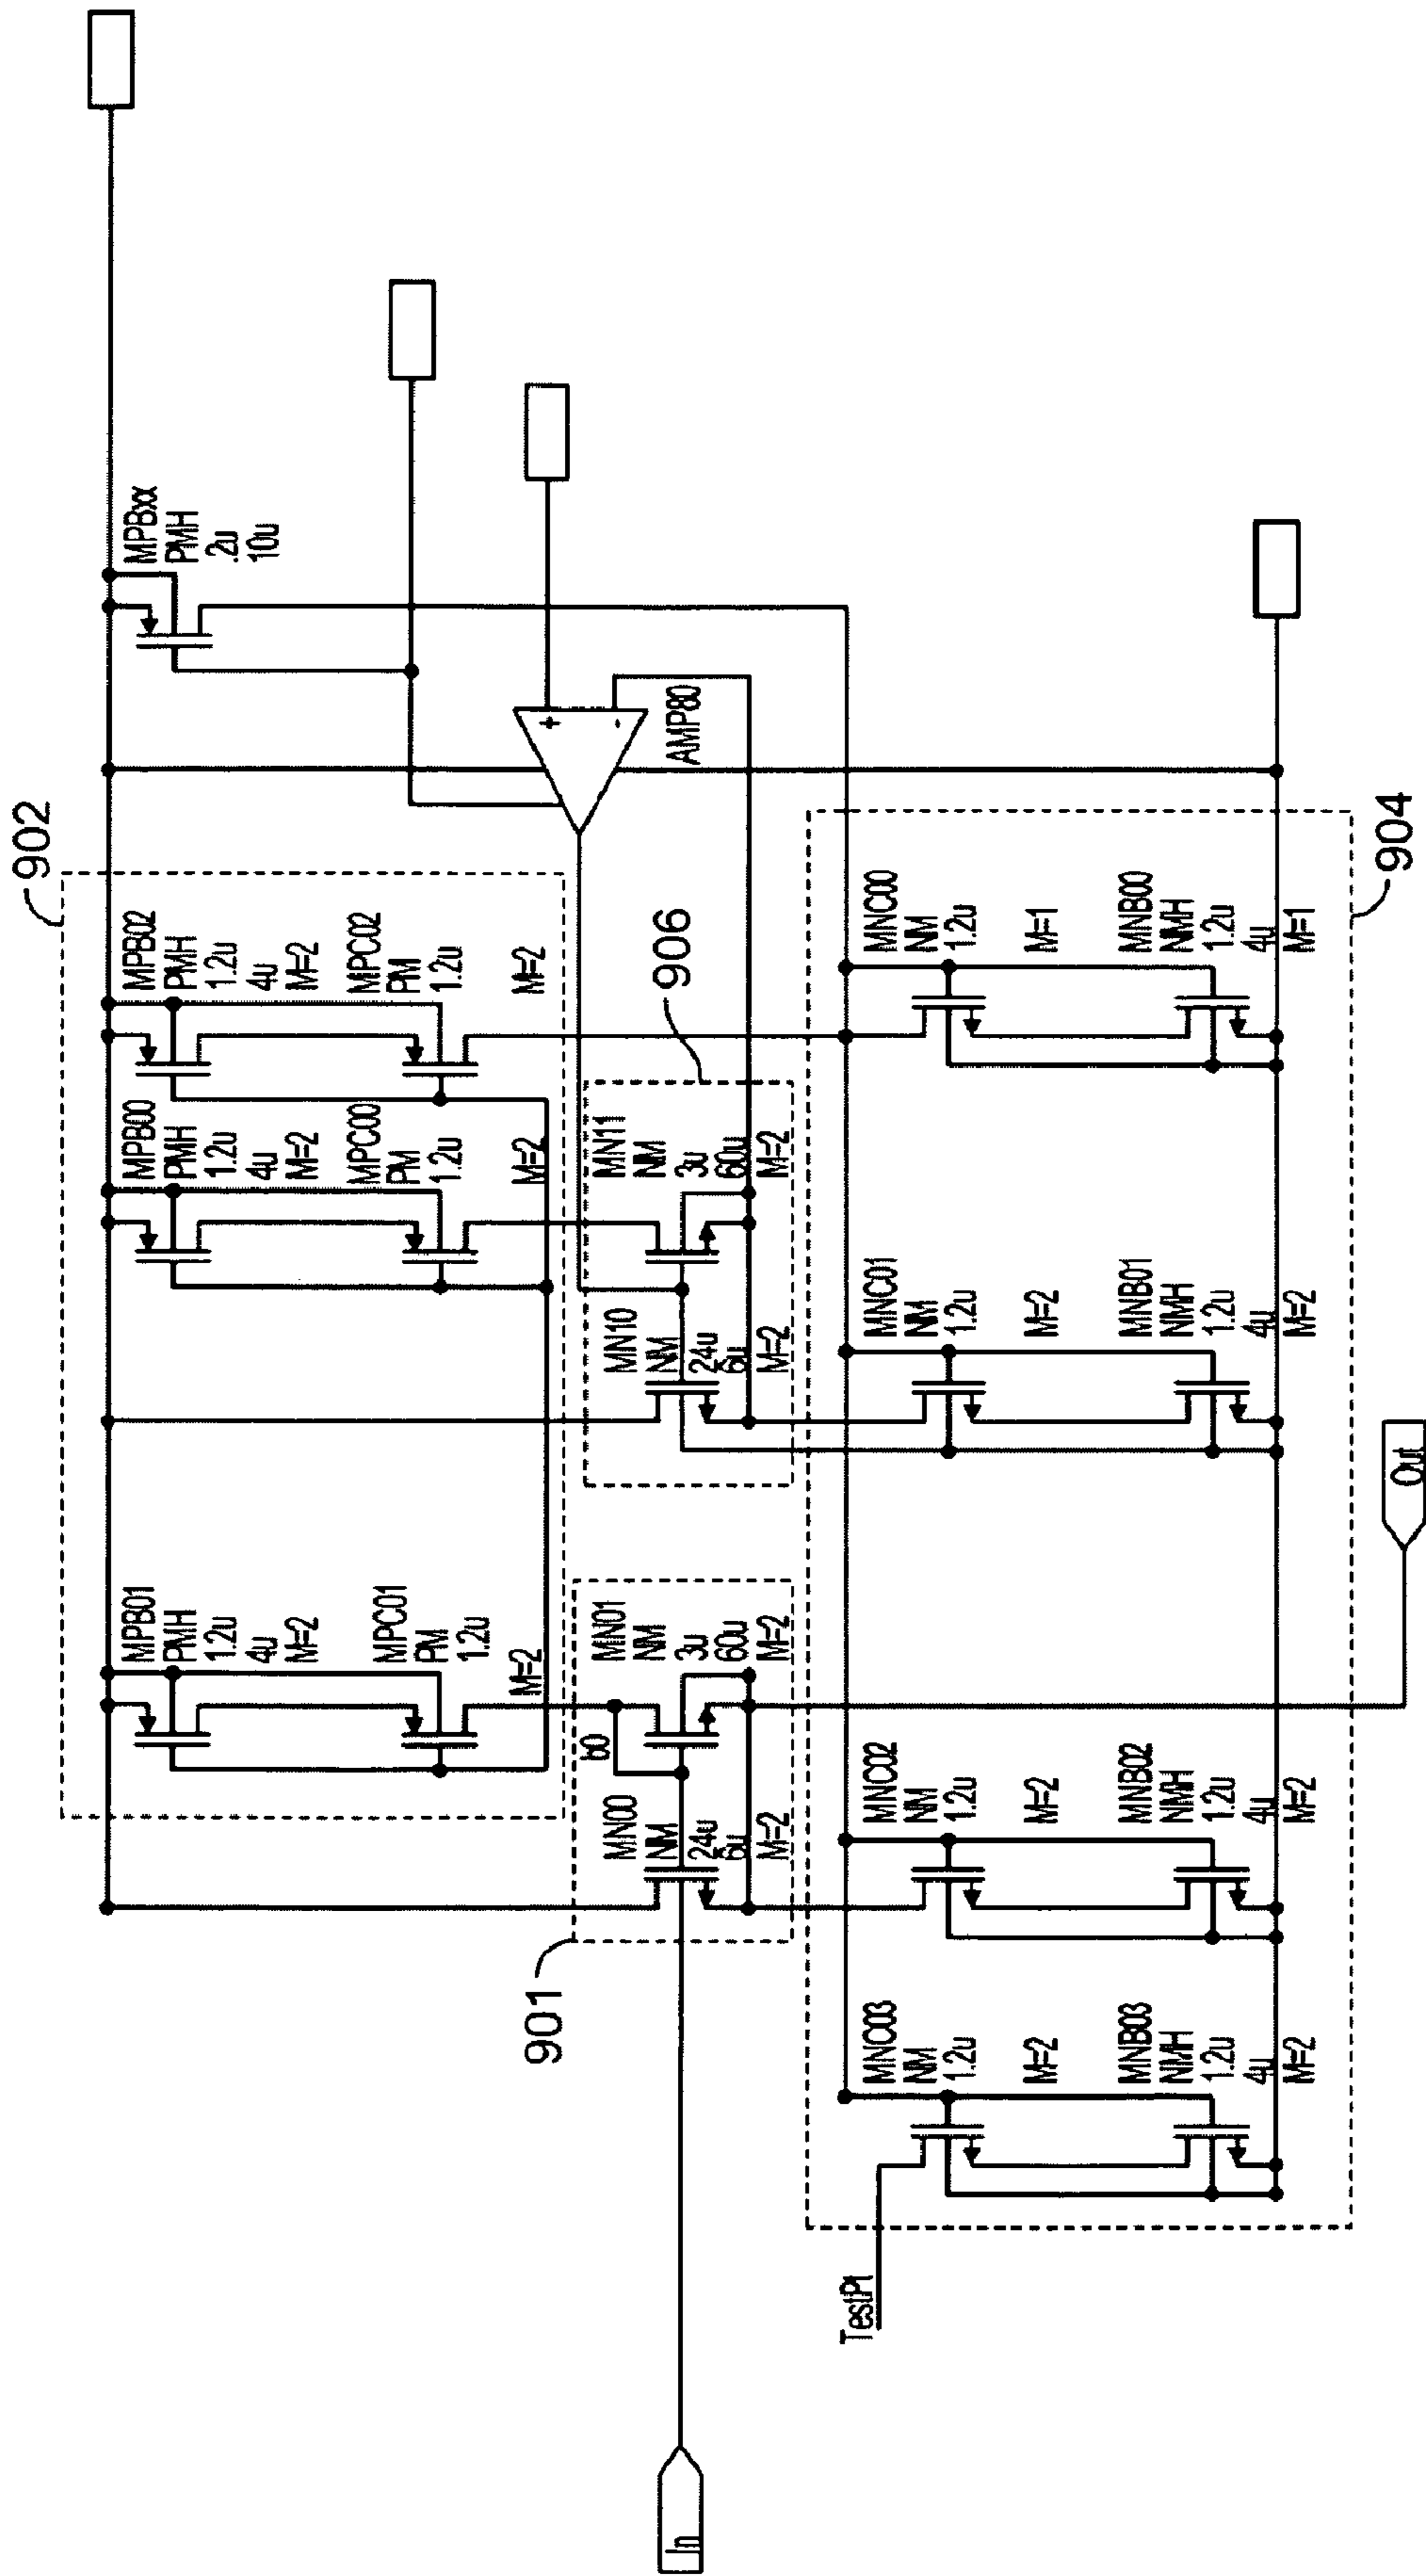 902
MPB01
PMH
1.2u
4u
M=2
MPC01
PM
1.2u
M=2
MPB00
PMH
1.2u
4u
M=2
MPC00
PM
1.2u
M=2
MPB02
PMH
1.2u
4u
M=2
MPC02
PM
1.2u
M=2
MPBxx
PMH
.2u
10u
901
MN00
NM
24u
6u
M=2
b0
MN01
NM
3u
60u
M=2
906
MN10
NM
24u
6u
M=2
MN11
NM
3u
60u
M=2
+
-
AMP80
In
TestPt
MNC03
NM
1.2u
M=2
MNB03
NMH
1.2u
4u
M=2
MNC02
NM
1.2u
M=2
MNB02
NMH
1.2u
4u
M=2
MNC01
NM
1.2u
M=2
MNB01
NMH
1.2u
4u
M=2
MNC00
NM
1.2u
M=1
MNB00
NMH
1.2u
4u
M=1
904
Out